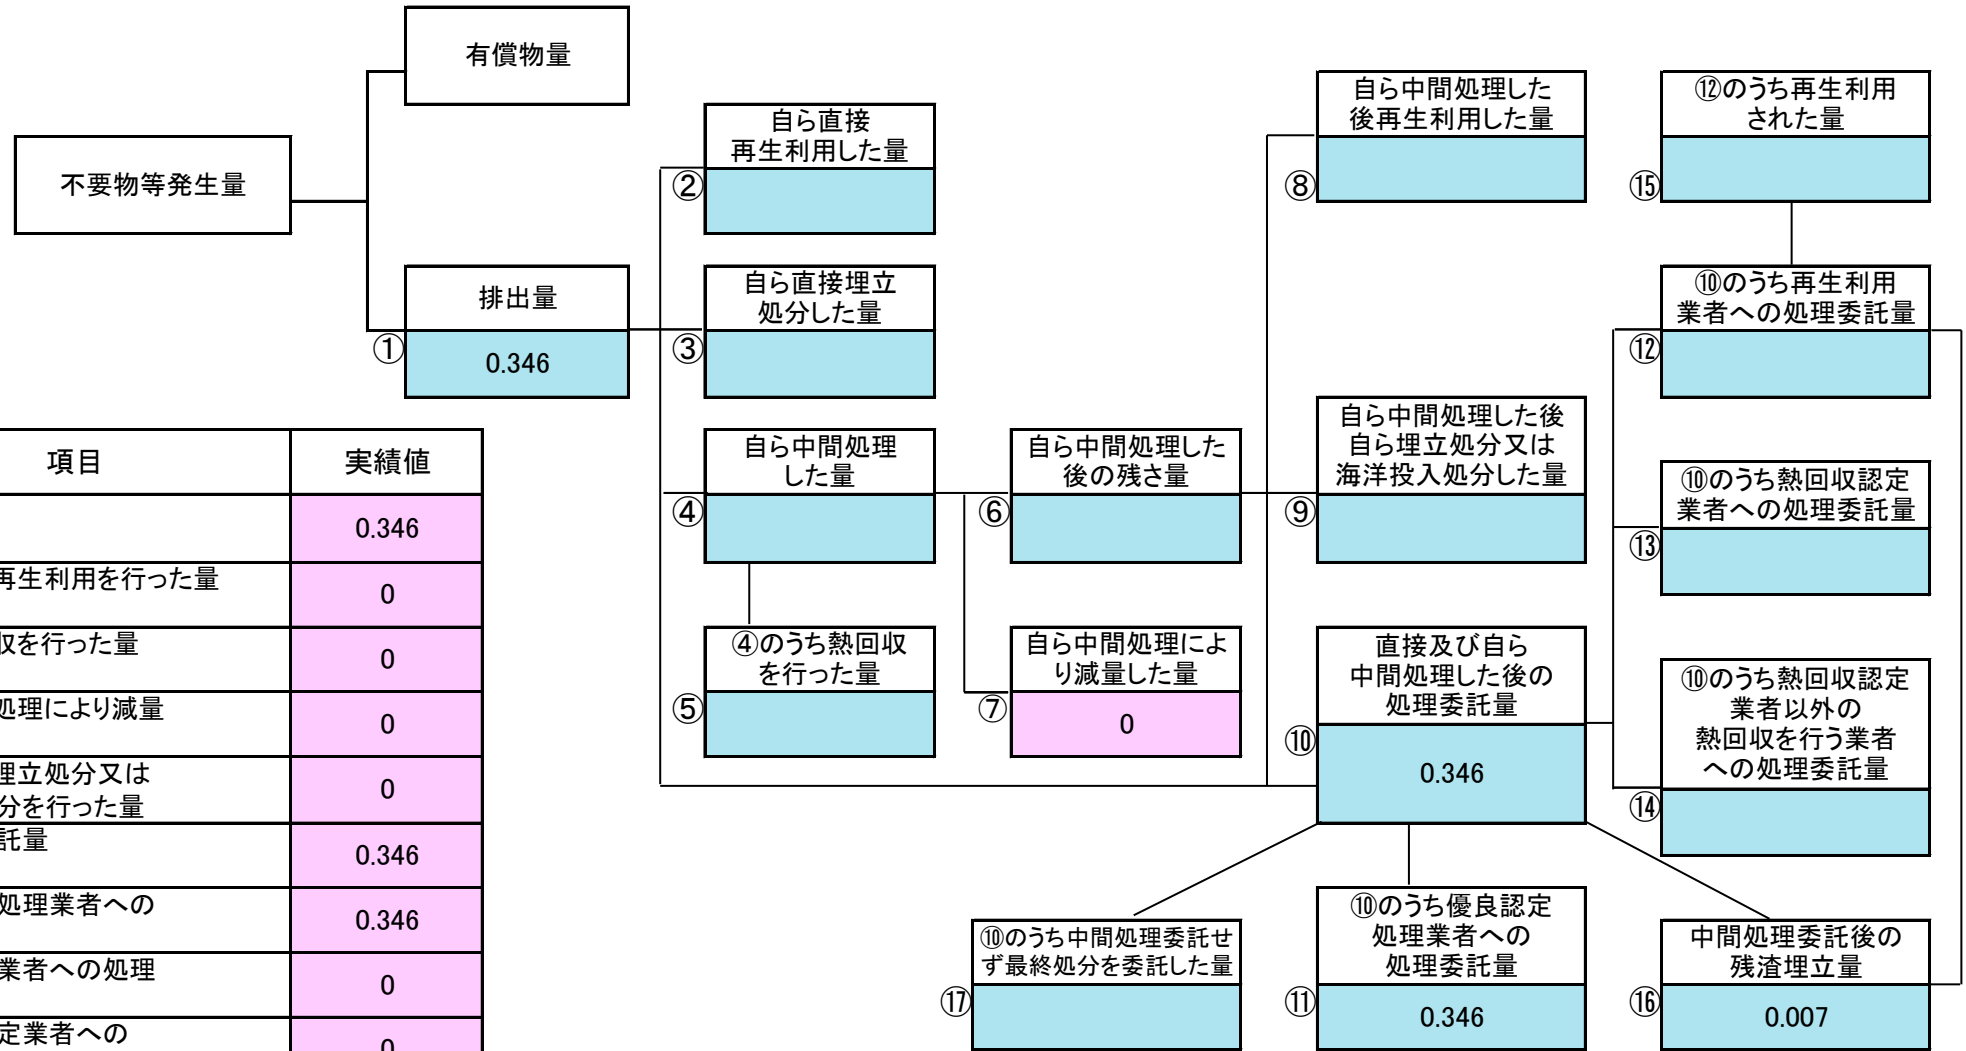 有償物量
不要物等発生量
排出量
①
0.346
自ら直接
再生利用した量
②
自ら直接埋立
処分した量
③
自ら中間処理
した量
④
④のうち熱回収
を行った量
⑤
自ら中間処理した
後の残さ量
⑥
自ら中間処理によ
り減量した量
⑦
0
自ら中間処理した
後再生利用した量
⑧
自ら中間処理した後
自ら埋立処分又は
海洋投入処分した量
⑨
直接及び自ら
中間処理した後の
処理委託量
⑩
0.346
⑫のうち再生利用
された量
⑮
⑩のうち再生利用
業者への処理委託量
⑫
⑩のうち熱回収認定
業者への処理委託量
⑬
⑩のうち熱回収認定
業者以外の
熱回収を行う業者
への処理委託量
⑭
⑩のうち中間処理委託せ
ず最終処分を委託した量
⑰
⑩のうち優良認定
処理業者への
処理委託量
⑪
0.346
中間処理委託後の
残渣埋立量
⑯
0.007
項目
実績値
0.346
再生利用を行った量
0
収を行った量
0
処理により減量
0
埋立処分又は
分を行った量
0
託量
0.346
処理業者への
0.346
業者への処理
0
定業者への
0